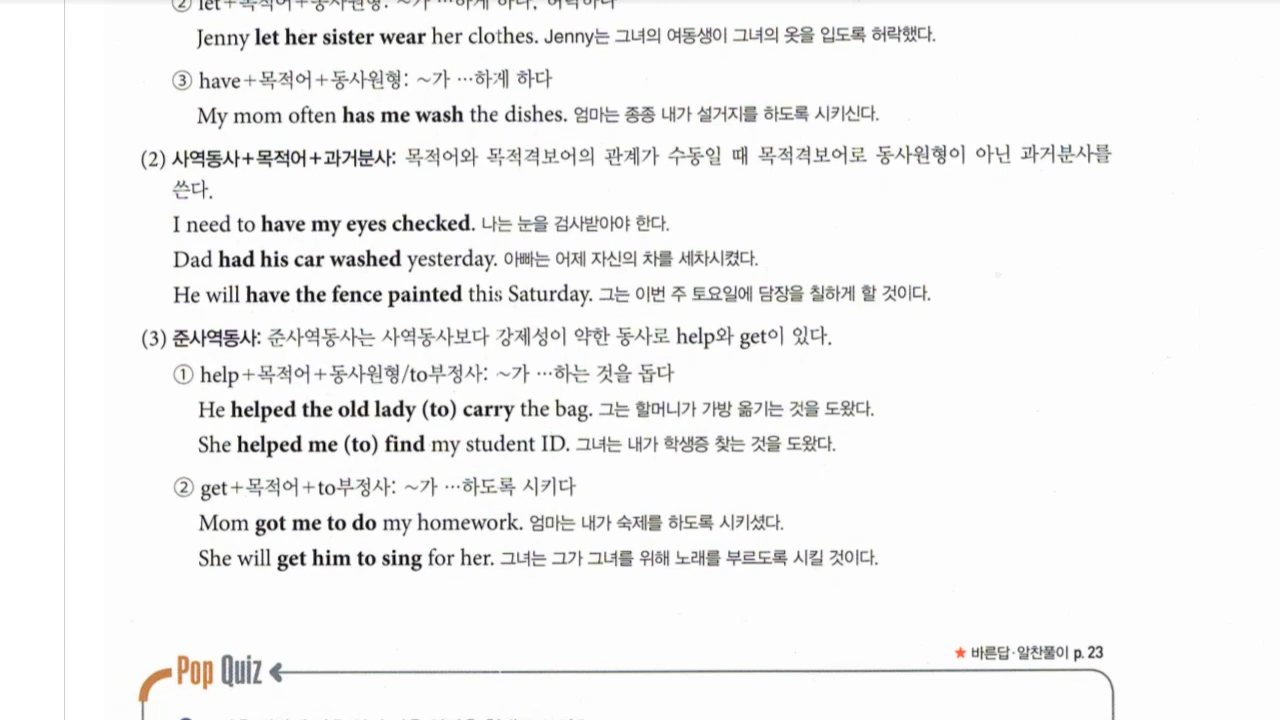 ② let+목적어+동사원형: ~가 …하게 하다, 허락하다
Jenny let her sister wear her clothes. Jenny는 그녀의 여동생이 그녀의 옷을 입도록 허락했다.
③ have+목적어+동사원형: ~가 …하게 하다
My mom often has me wash the dishes. 엄마는 종종 내가 설거지를 하도록 시키신다.
(2) 사역동사+목적어+과거분사: 목적어와 목적격보어의 관계가 수동일 때 목적격보어로 동사원형이 아닌 과거분사를
쓴다.
I need to have my eyes checked. 나는 눈을 검사받아야 한다.
Dad had his car washed yesterday. 아빠는 어제 자신의 차를 세차시켰다.
He will have the fence painted this Saturday. 그는 이번 주 토요일에 담장을 칠하게 할 것이다.
(3) 준사역동사: 준사역동사는 사역동사보다 강제성이 약한 동사로 help와 get이 있다.
① help+목적어+동사원형/to부정사: ~가 …하는 것을 돕다
He helped the old lady (to) carry the bag. 그는 할머니가 가방 옮기는 것을 도왔다.
She helped me (to) find my student ID. 그녀는 내가 학생증 찾는 것을 도왔다.
② get+목적어+to부정사: ~가 …하도록 시키다
Mom got me to do my homework. 엄마는 내가 숙제를 하도록 시키셨다.
She will get him to sing for her. 그녀는 그가 그녀를 위해 노래를 부르도록 시킬 것이다.
★ 바른답·알찬풀이 p. 23
Pop Quiz